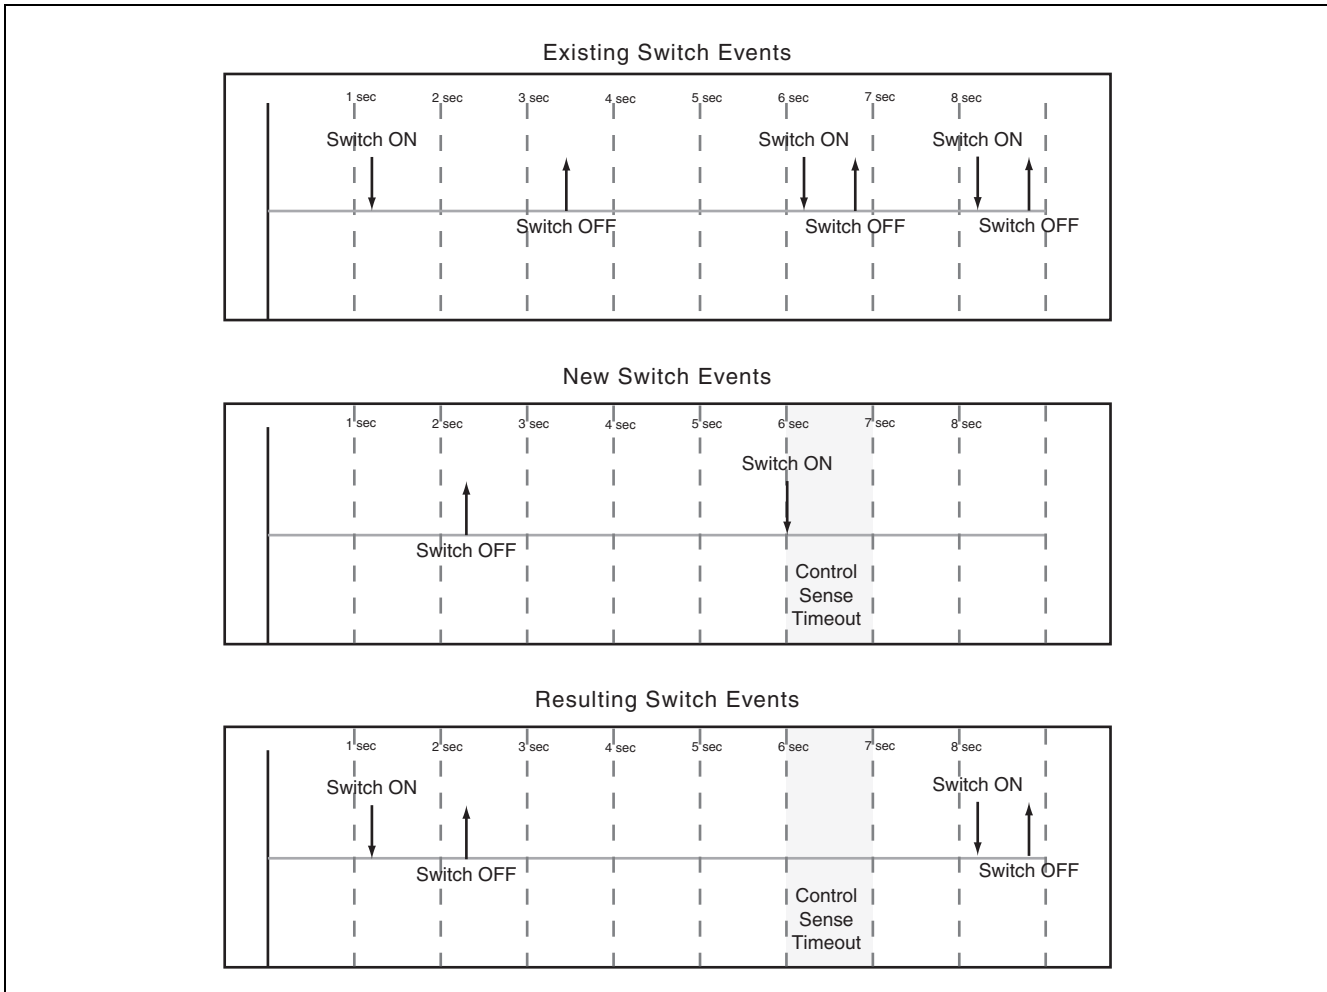 Existing Switch Events
1 sec 2 sec 3 sec 4 sec 5 sec 6 sec 7 sec 8 sec
Switch ON Switch ON Switch ON
Switch OFF Switch OFF Switch OFF
New Switch Events
1 sec 2 sec 3 sec 4 sec 5 sec 6 sec 7 sec 8 sec
Switch ON
Switch OFF
Control
Sense
Timeout
Resulting Switch Events
1 sec 2 sec 3 sec 4 sec 5 sec 6 sec 7 sec 8 sec
Switch ON Switch ON
Switch OFF Switch OFF
Control
Sense
Timeout